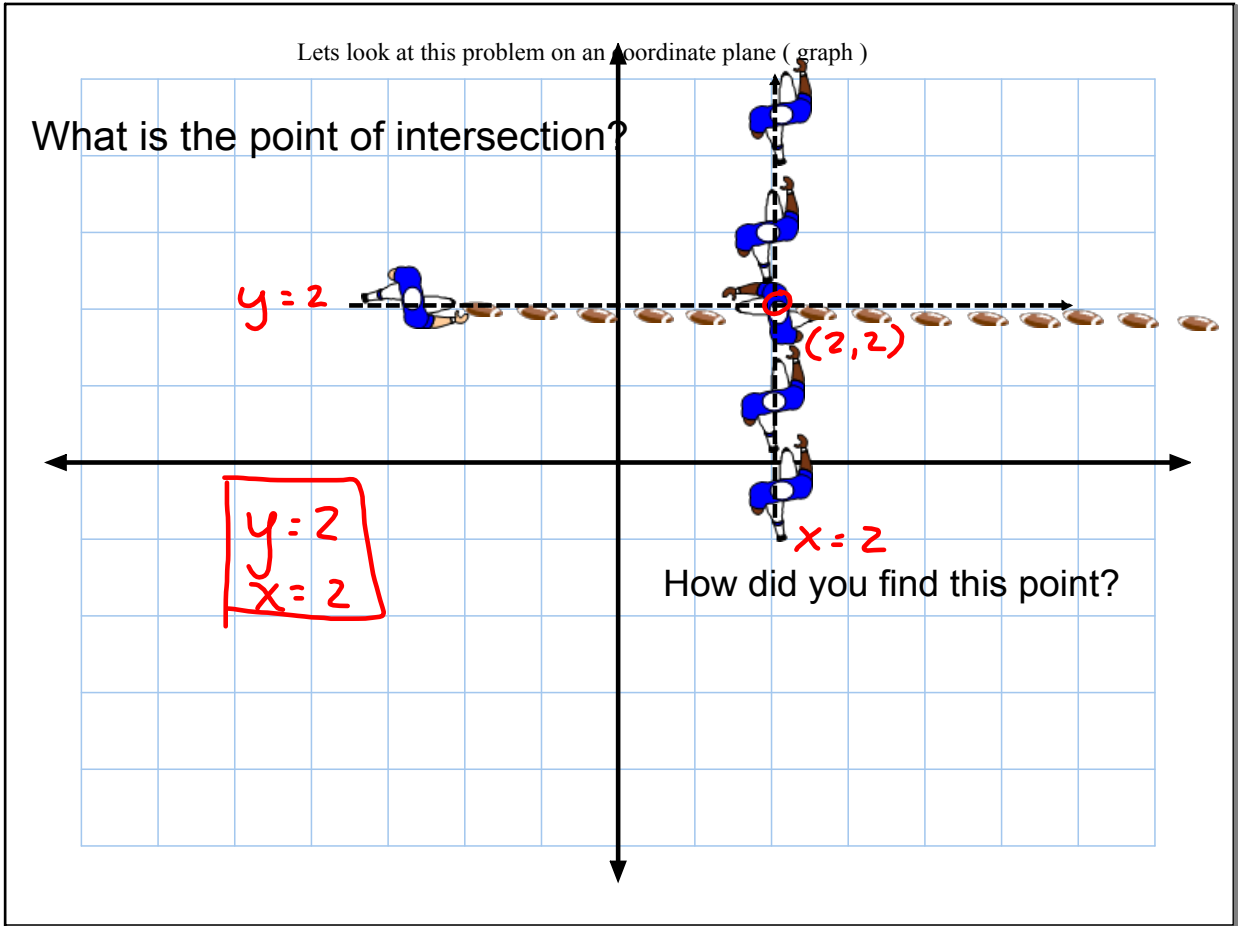 Lets look at this problem on an coordinate plane ( graph )
What is the point of intersection?
y = 2
(2,2)
y = 2
x = 2
x = 2
How did you find this point?